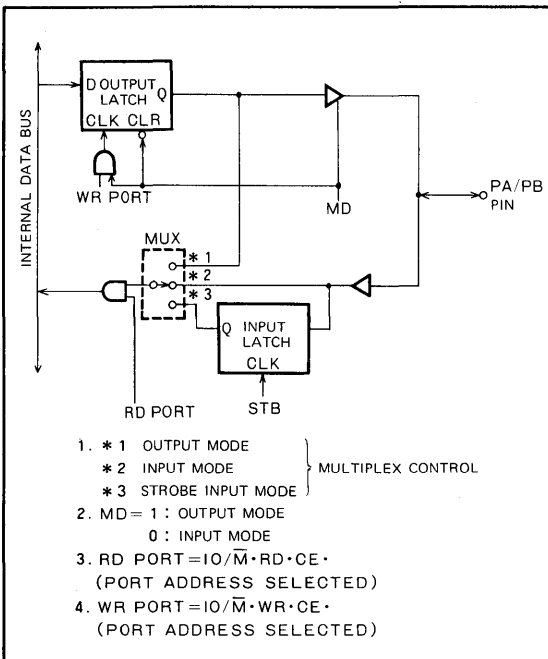 INTERNAL DATA BUS
D OUTPUT
LATCH Q
CLK CLR
WR PORT
MD
PA/PB
PIN
MUX
* 1
* 2
* 3
Q INPUT
LATCH
CLK
RD PORT
STB
1. * 1 OUTPUT MODE
* 2 INPUT MODE
* 3 STROBE INPUT MODE
MULTIPLEX CONTROL
2. MD= 1 : OUTPUT MODE
0 : INPUT MODE
3. RD PORT=IO/M̅·RD·CE·
(PORT ADDRESS SELECTED)
4. WR PORT=IO/M̅·WR·CE·
(PORT ADDRESS SELECTED)